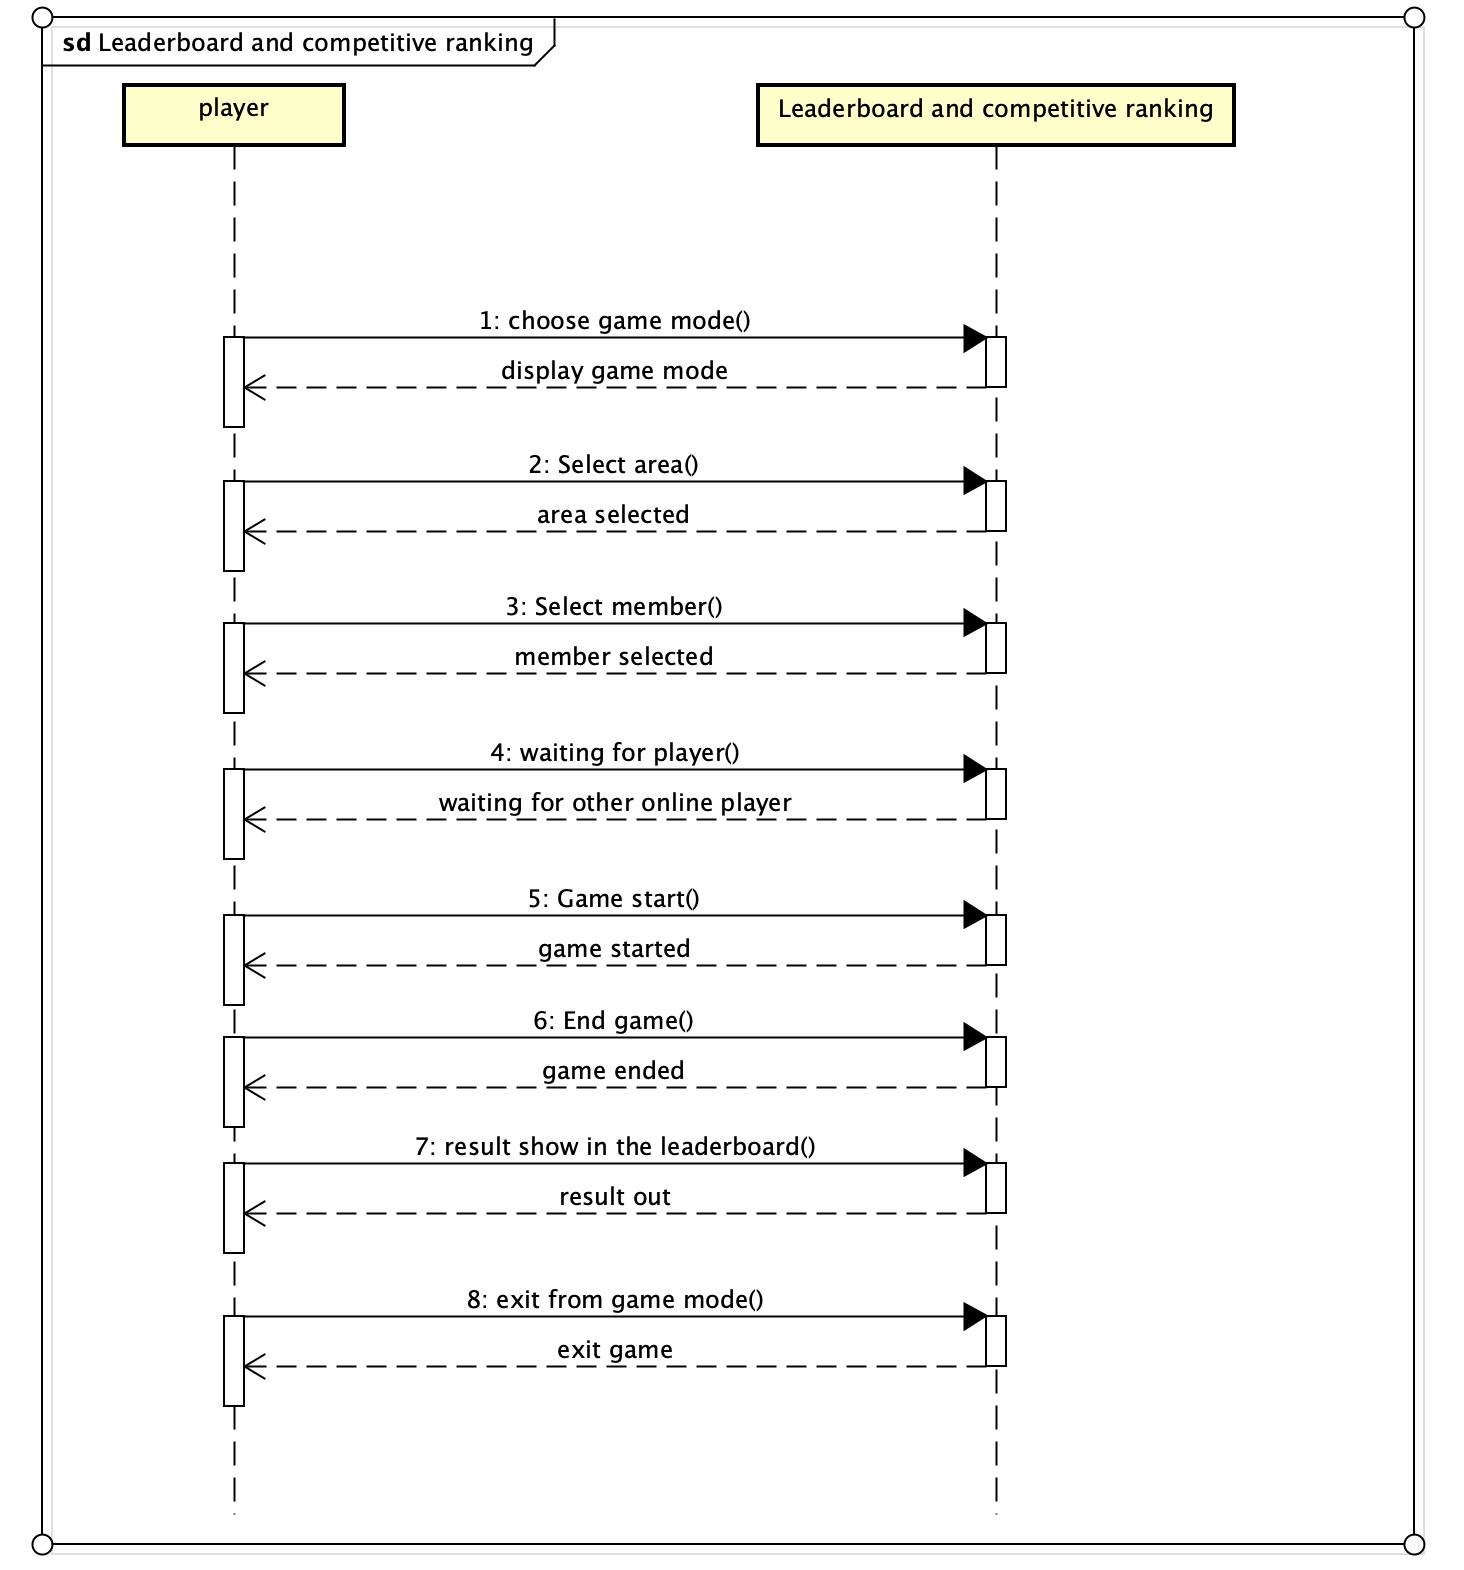 sd Leaderboard and competitive ranking
player
Leaderboard and competitive ranking
1: choose game mode()
display game mode
2: Select area()
area selected
3: Select member()
member selected
4: waiting for player()
waiting for other online player
5: Game start()
game started
6: End game()
game ended
7: result show in the leaderboard()
result out
8: exit from game mode()
exit game